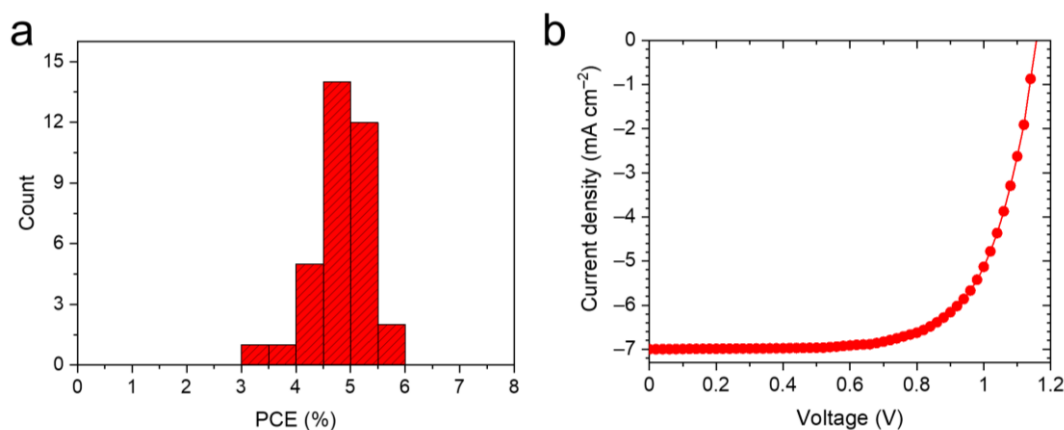 a
15
12
9
6
3
0
Count
0 1 2 3 4 5 6 7 8
PCE (%)
b
0
–1
–2
–3
–4
–5
–6
–7
Current density (mA cm⁻²)
0 0.2 0.4 0.6 0.8 1 1.2
Voltage (V)